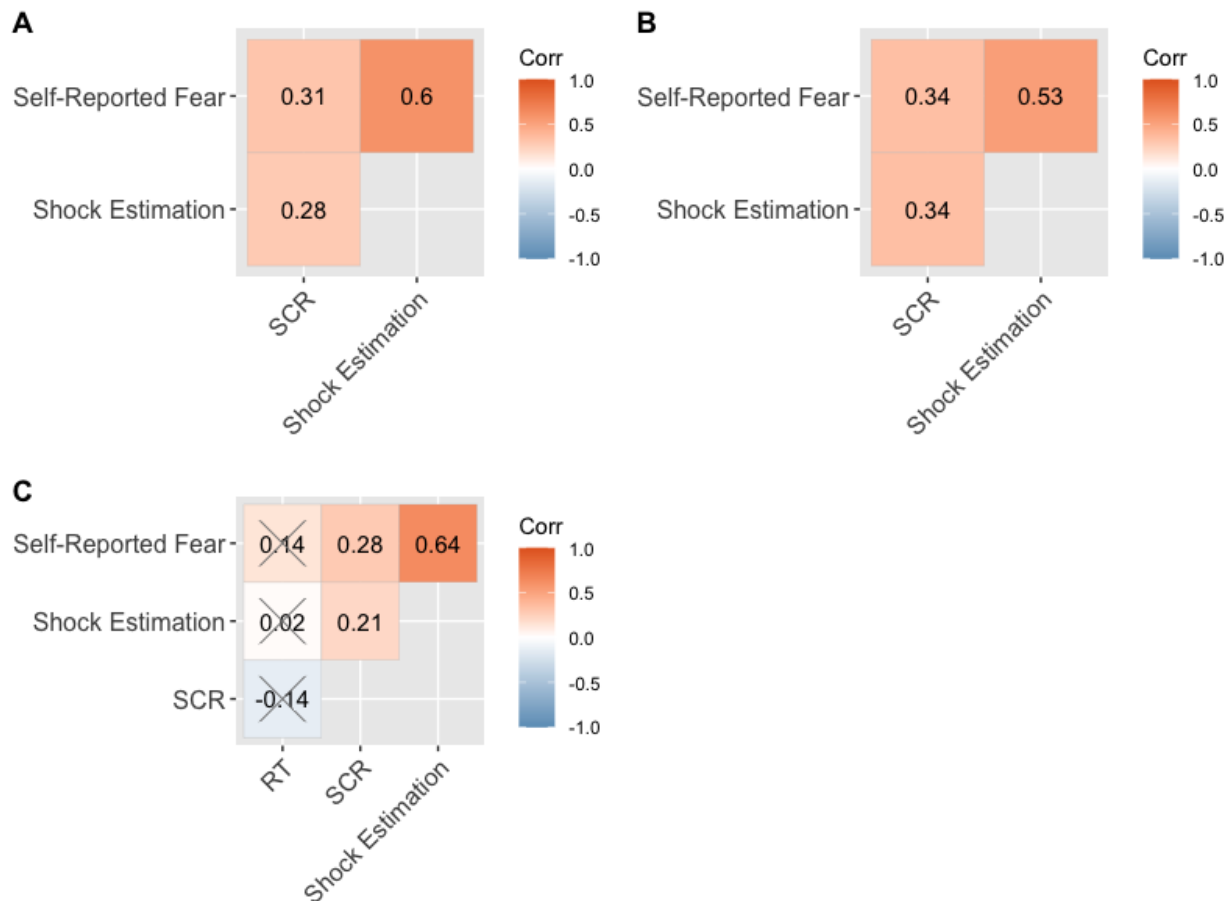 A
Self-Reported Fear
0.31
0.6
Shock Estimation
0.28
SCR
Shock Estimation
Corr
1.0
0.5
0.0
-0.5
-1.0
B
Self-Reported Fear
0.34
0.53
Shock Estimation
0.34
SCR
Shock Estimation
Corr
1.0
0.5
0.0
-0.5
-1.0
C
Self-Reported Fear
0.14
0.28
0.64
Shock Estimation
0.02
0.21
SCR
-0.14
RT
SCR
Shock Estimation
Corr
1.0
0.5
0.0
-0.5
-1.0